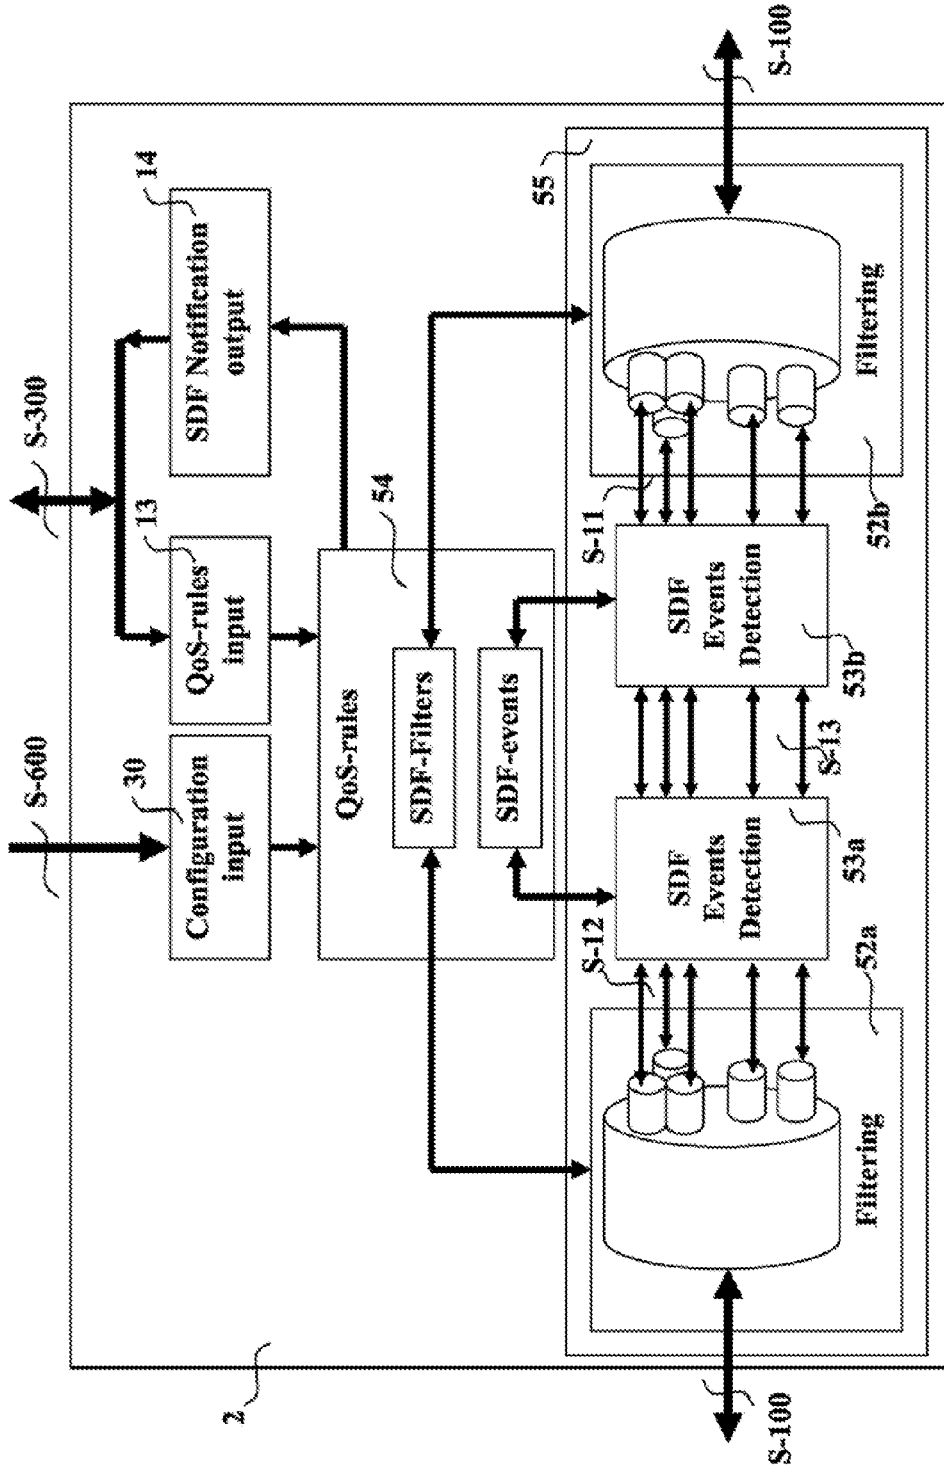 S-600
S-300
30
Configuration
input
13
QoS-rules
input
14
SDF Notification
output
QoS-rules
54
SDF-Filters
SDF-events
2
55
S-12
S-11
SDF
Events
Detection
SDF
Events
Detection
S-100
Filtering
52a
53a
S-13
53b
52b
Filtering
S-100